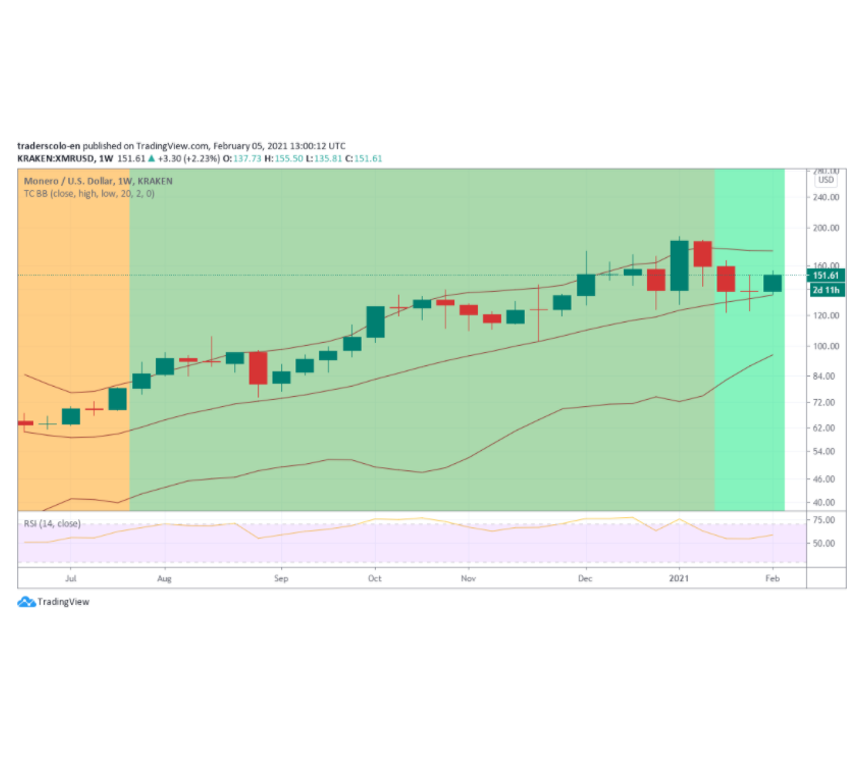 traderscolo-en published on TradingView.com, February 05, 2021 13:00:12 UTC
KRAKEN:XMRUSD, 1W 151.61 ▲ +3.30 (+2.23%) O:137.73 H:155.50 L:135.81 C:151.61
Monero / U.S. Dollar, 1W, KRAKEN
TC BB (close, high, low, 20, 2, 0)
280.00
USD
240.00
200.00
160.00
151.61
2d 11h
120.00
100.00
84.00
72.00
62.00
54.00
46.00
40.00
RSI (14, close)
75.00
50.00
Jul Aug Sep Oct Nov Dec 2021 Feb
TradingView